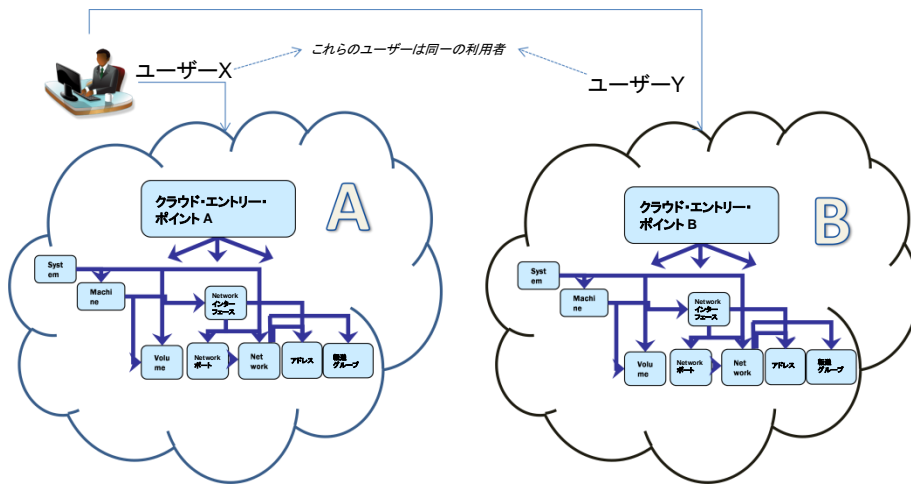 これらのユーザーは同一の利用者
ユーザーX
ユーザーY
クラウド・エントリー・
ポイント A
A
Syst
em
Machi
ne
Network
インター
フェース
Volu
me
Network
ポート
Net
work
アドレス
グループ
クラウド・エントリー・
ポイント B
B
Syst
em
Machi
ne
Network
インター
フェース
Volu
me
Network
ポート
Net
work
アドレス
グループ